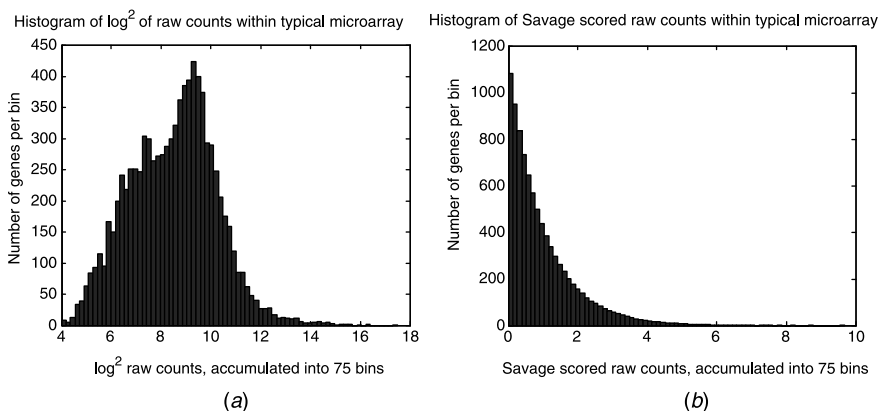 Histogram of log² of raw counts within typical microarray
450
400
350
300
250
200
150
100
50
0
Number of genes per bin
4 6 8 10 12 14 16 18
log² raw counts, accumulated into 75 bins
(a)
Histogram of Savage scored raw counts within typical microarray
1200
1000
800
600
400
200
0
Number of genes per bin
0 2 4 6 8 10
Savage scored raw counts, accumulated into 75 bins
(b)